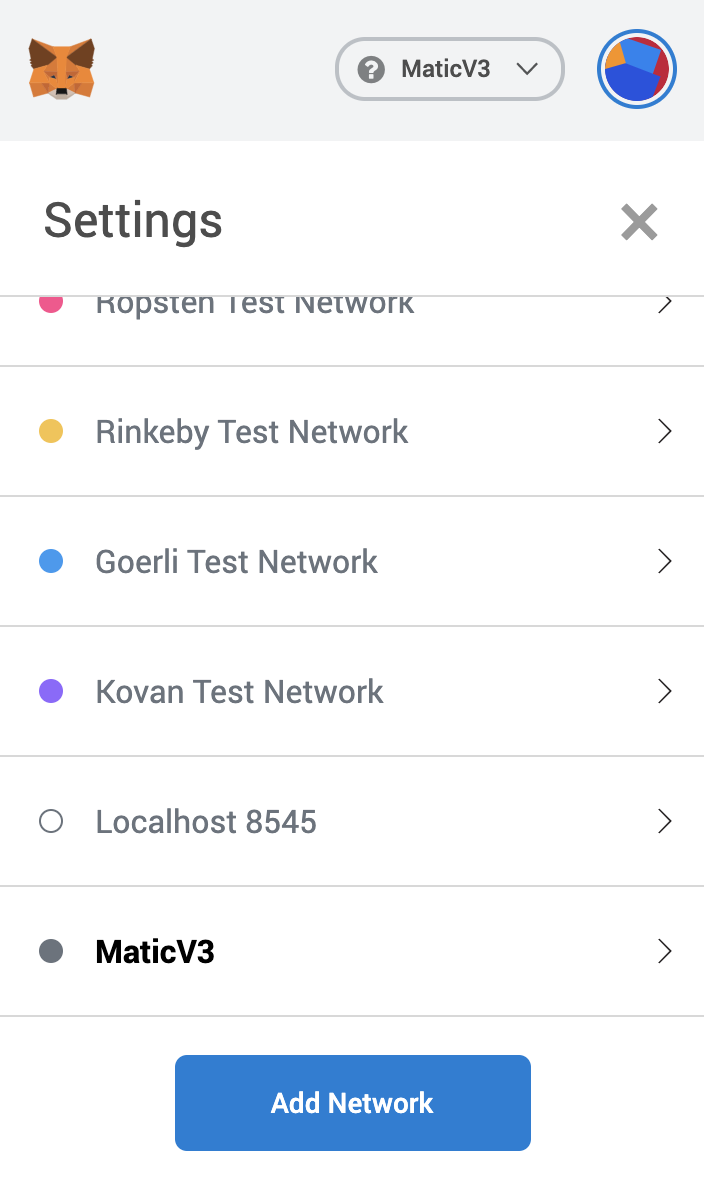 MaticV3
Settings
Ropsten Test Network
Rinkeby Test Network
Goerli Test Network
Kovan Test Network
Localhost 8545
MaticV3
Add Network